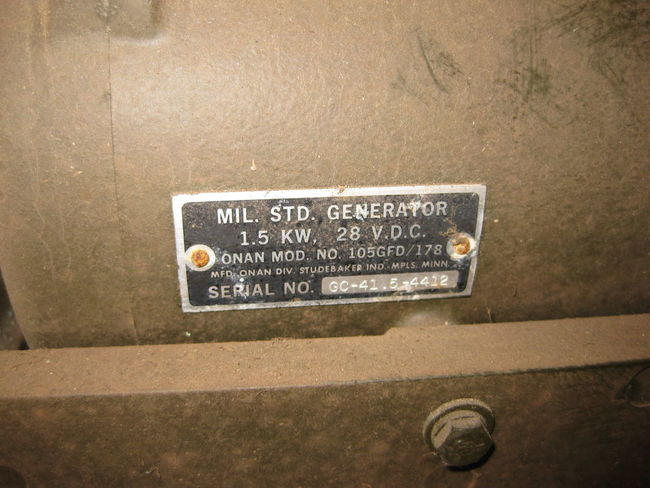 MIL. STD. GENERATOR
1.5 KW, 28 V.D.C.
ONAN MOD. NO. 105GFD/178
MFD. ONAN DIV. STUDEBAKER IND. MPLS. MINN.
SERIAL NO. GC-41.5-4412